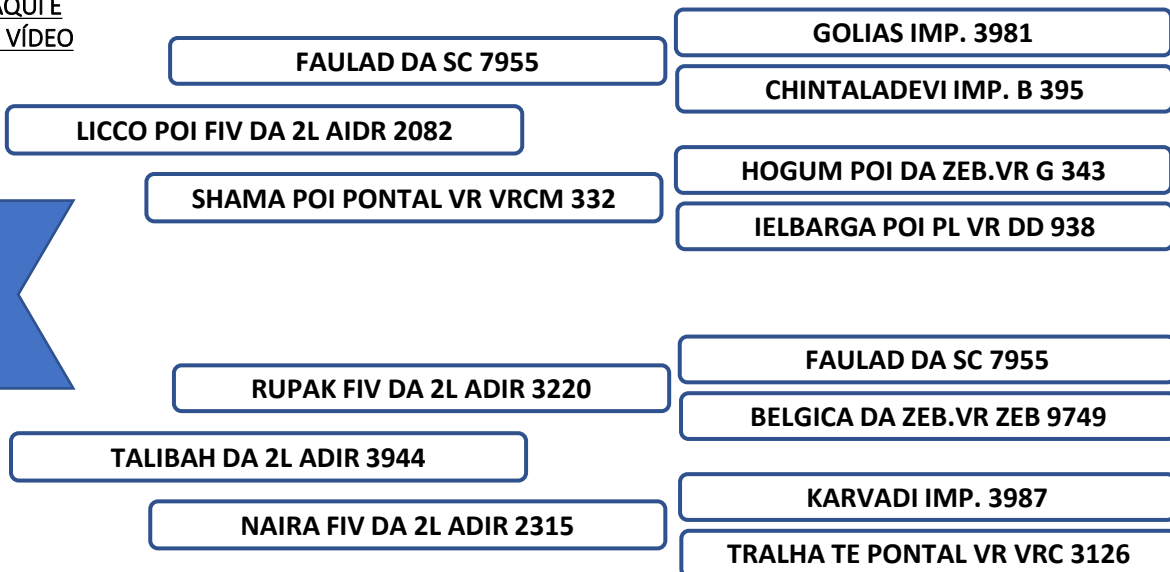 AQUI E
VÍDEO
GOLIAS IMP. 3981
FAULAD DA SC 7955
CHINTALADEVI IMP. B 395
LICCO POI FIV DA 2L AIDR 2082
HOGUM POI DA ZEB.VR G 343
SHAMA POI PONTAL VR VRCM 332
IELBARGA POI PL VR DD 938
FAULAD DA SC 7955
RUPAK FIV DA 2L ADIR 3220
BELGICA DA ZEB.VR ZEB 9749
TALIBAH DA 2L ADIR 3944
KARVADI IMP. 3987
NAIRA FIV DA 2L ADIR 2315
TRALHA TE PONTAL VR VRC 3126